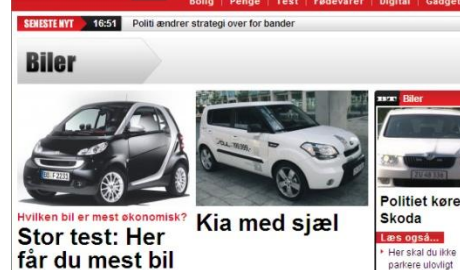 Bolig | Penge | Test | Fødevarer | Digital | Gadgets
SENESTE NYT 16:51 Politi ændrer strategi over for bander
Biler
Hvilken bil er mest økonomisk?
Stor test: Her
får du mest bil
Kia med sjæl
BT Biler
Politiet køre
Skoda
Læs også...
Her skal du ikke
parkere ulovligt